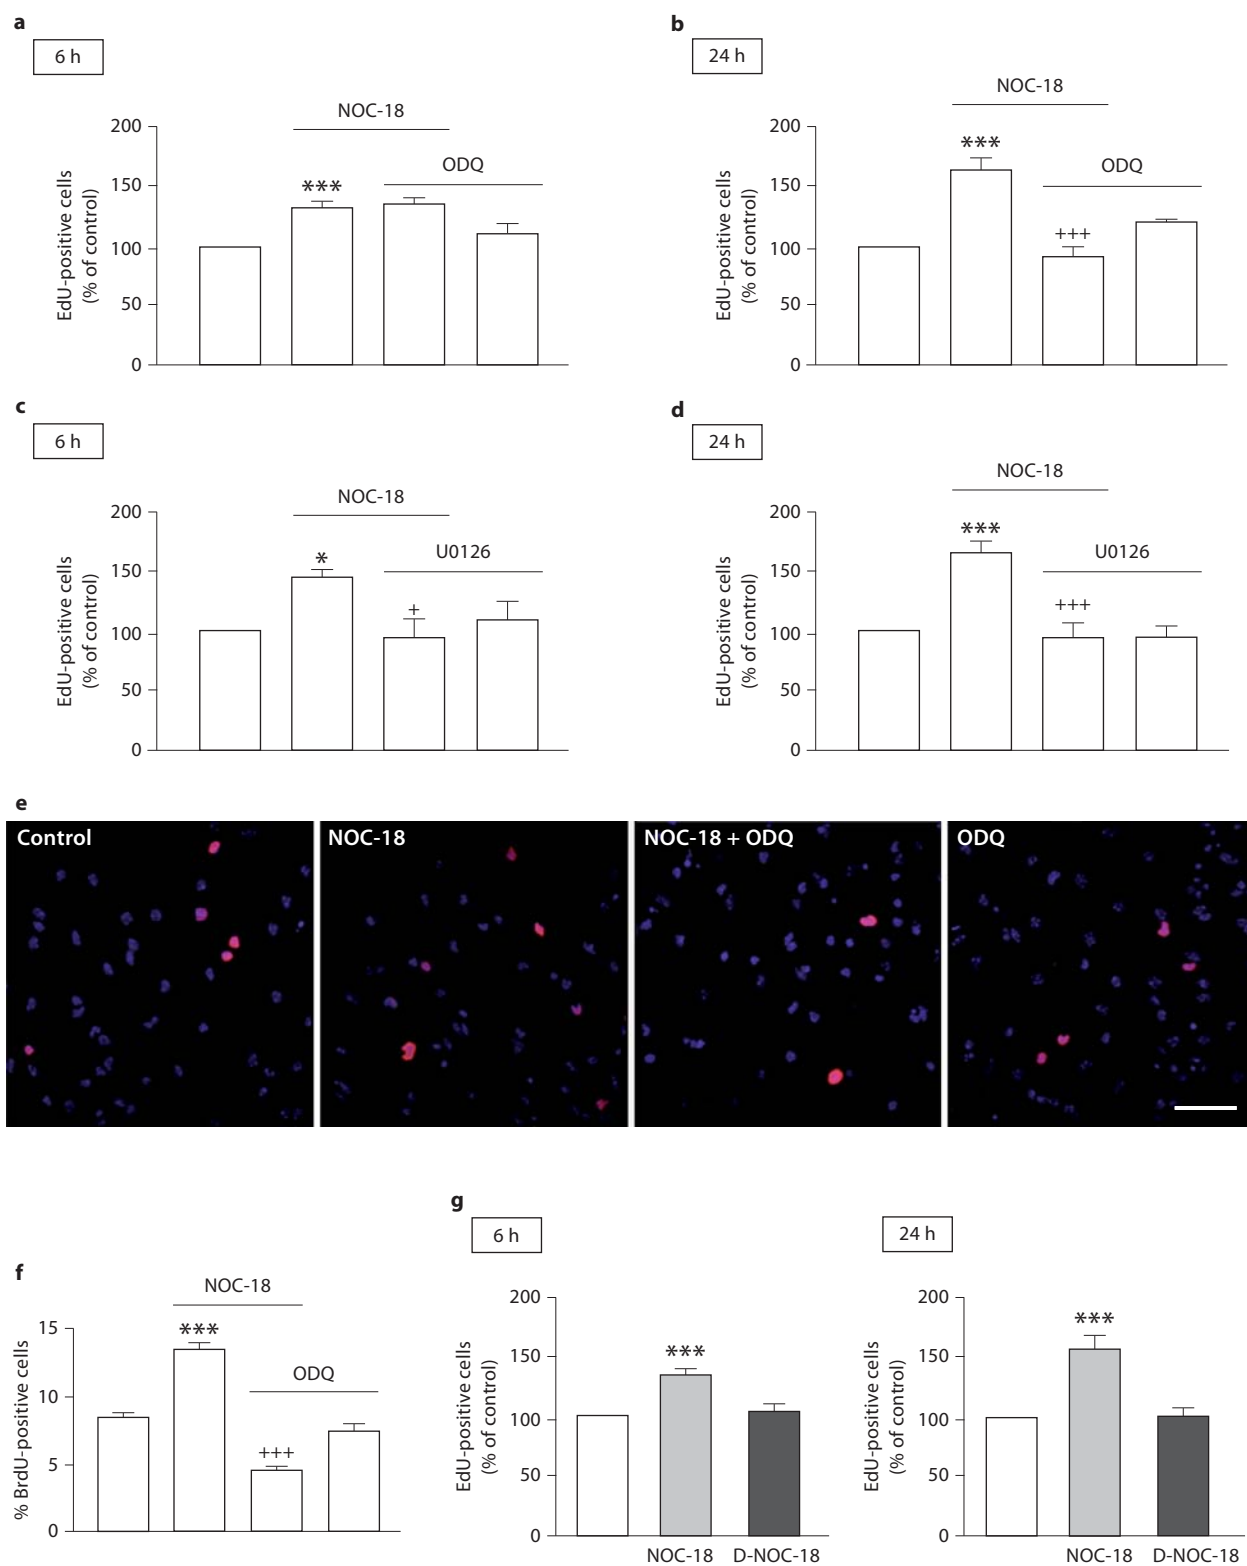 a
6 h
NOC-18
ODQ
***
200
150
100
50
0
EdU-positive cells
(% of control)
b
24 h
NOC-18
ODQ
***
+++
200
150
100
50
0
EdU-positive cells
(% of control)
c
6 h
NOC-18
U0126
*
+
200
150
100
50
0
EdU-positive cells
(% of control)
d
24 h
NOC-18
U0126
***
+++
200
150
100
50
0
EdU-positive cells
(% of control)
e
Control
NOC-18
NOC-18 + ODQ
ODQ
f
NOC-18
***
ODQ
+++
15
10
5
0
% BrdU-positive cells
g
6 h
200
150
100
50
0
EdU-positive cells
(% of control)
***
NOC-18 D-NOC-18
24 h
200
150
100
50
0
EdU-positive cells
(% of control)
***
NOC-18 D-NOC-18